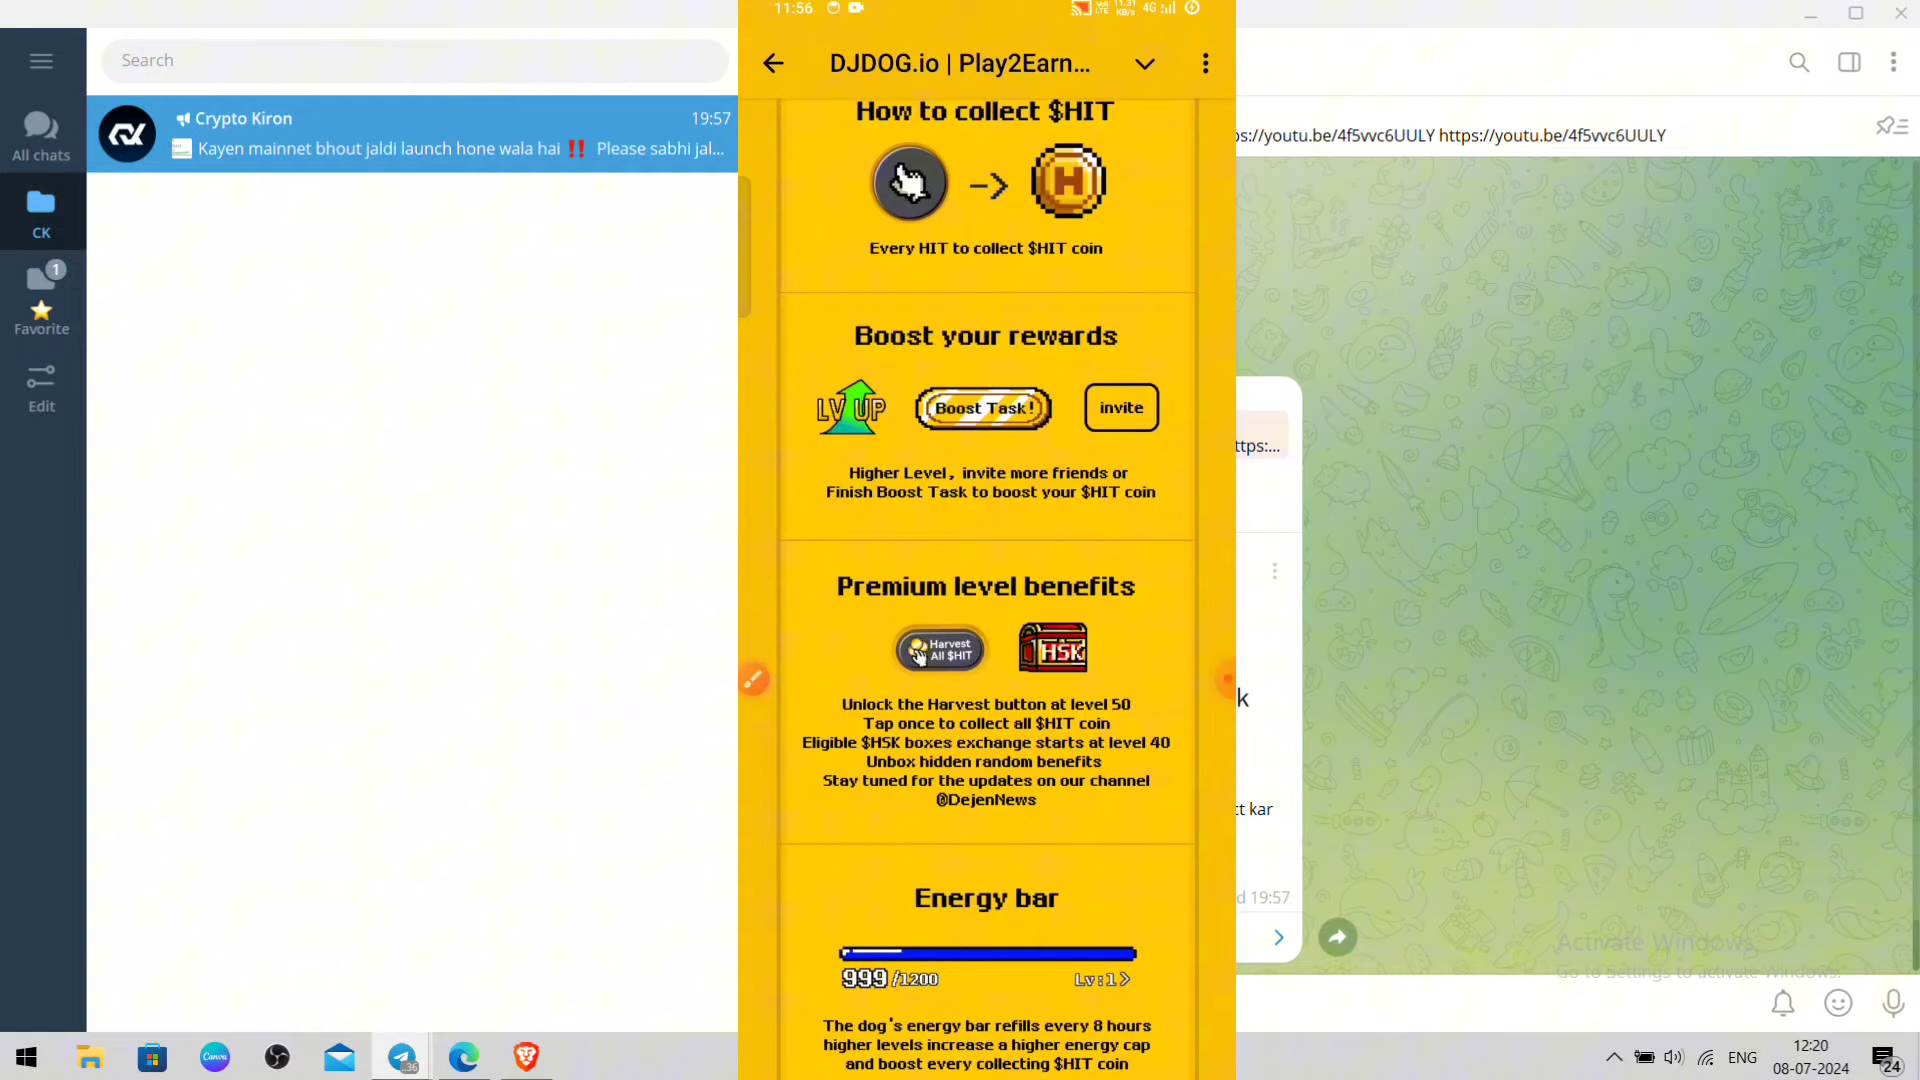 Search
All chats
CK
1
Favorite
Edit
Crypto Kiron
19:57
Kayen mainnet bhout jaldi launch hone wala hai ‼️ Please sabhi jal...
11:56
11.31
KB/s
4G
DJDOG.io | Play2Earn...
How to collect $HIT
H
Every HIT to collect $HIT coin
Boost your rewards
LV UP
Boost Task!
invite
Higher Level, invite more friends or
Finish Boost Task to boost your $HIT coin
Premium level benefits
Harvest
All $HIT
HSK
Unlock the Harvest button at level 50
Tap once to collect all $HIT coin
Eligible $HSK boxes exchange starts at level 40
Unbox hidden random benefits
Stay tuned for the updates on our channel
@DejenNews
Energy bar
999/1200
Lv:1>
The dog's energy bar refills every 8 hours
higher levels increase a higher energy cap
and boost every collecting $HIT coin
s://youtu.be/4f5vvc6UULY https://youtu.be/4f5vvc6UULY
ttps:...
k
ct kar
d 19:57
Activate Windows
Go to Settings to activate Windows.
Canva
..36
ENG
12:20
08-07-2024
24